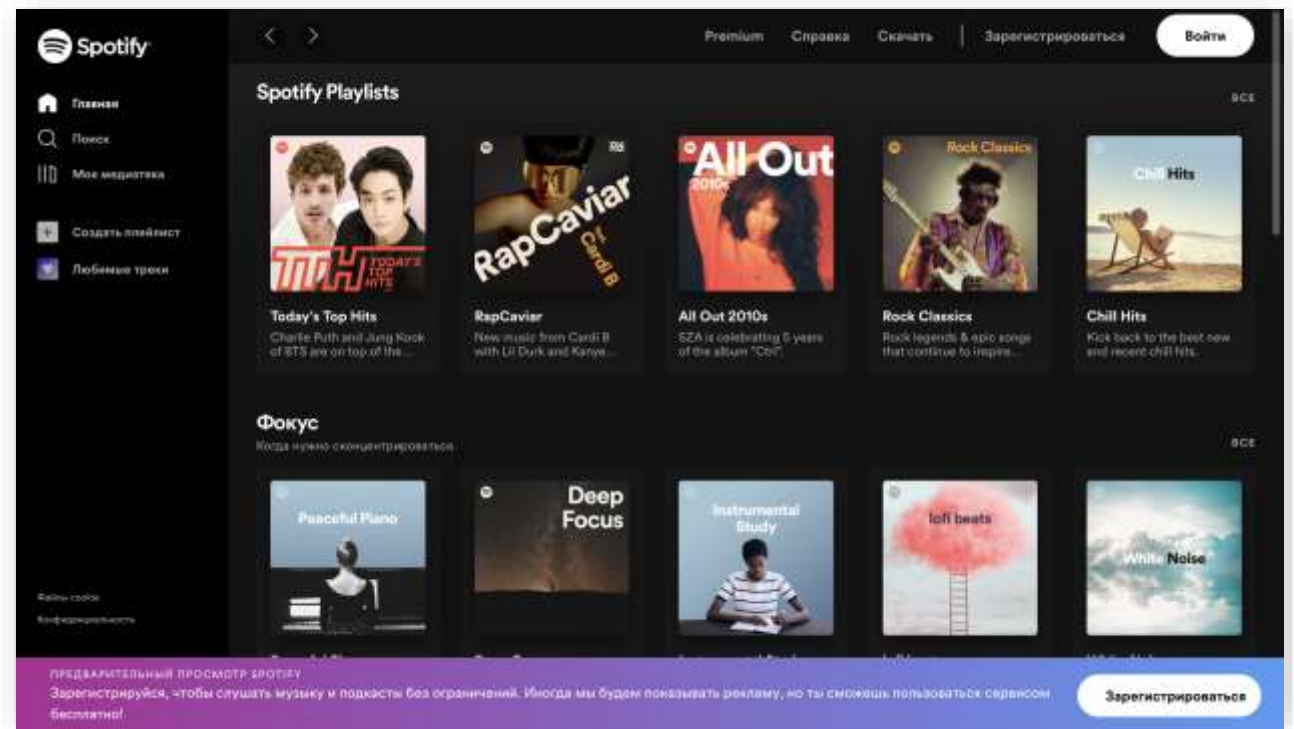 Spotify
Главная
Поиск
Моя медиатека
Создать плейлист
Любимые треки
Файлы cookie
Конфиденциальность
Premium
Справка
Скачать
Зарегистрироваться
Войти
Spotify Playlists
ВСЕ
TTH TODAY'S
TOP
HITS
RapCaviar
Cardi B
All Out
2010s
Rock Classics
Chill Hits
Today's Top Hits
Charlie Puth and Jung Kook
of BTS are on top of the...
RapCaviar
New music from Cardi B
with Lil Durk and Kanye...
All Out 2010s
SZA is celebrating 5 years
of the album "Ctrl".
Rock Classics
Rock legends & epic songs
that continue to inspire...
Chill Hits
Kick back to the best new
and recent chill hits.
Фокус
Когда нужно сконцентрироваться.
ВСЕ
Peaceful Piano
Deep
Focus
Instrumental
Study
lofi beats
White Noise
ПРЕДВАРИТЕЛЬНЫЙ ПРОСМОТР SPOTIFY
Зарегистрируйся, чтобы слушать музыку и подкасты без ограничений. Иногда мы будем показывать рекламу, но ты сможешь пользоваться сервисом
бесплатно!
Зарегистрироваться